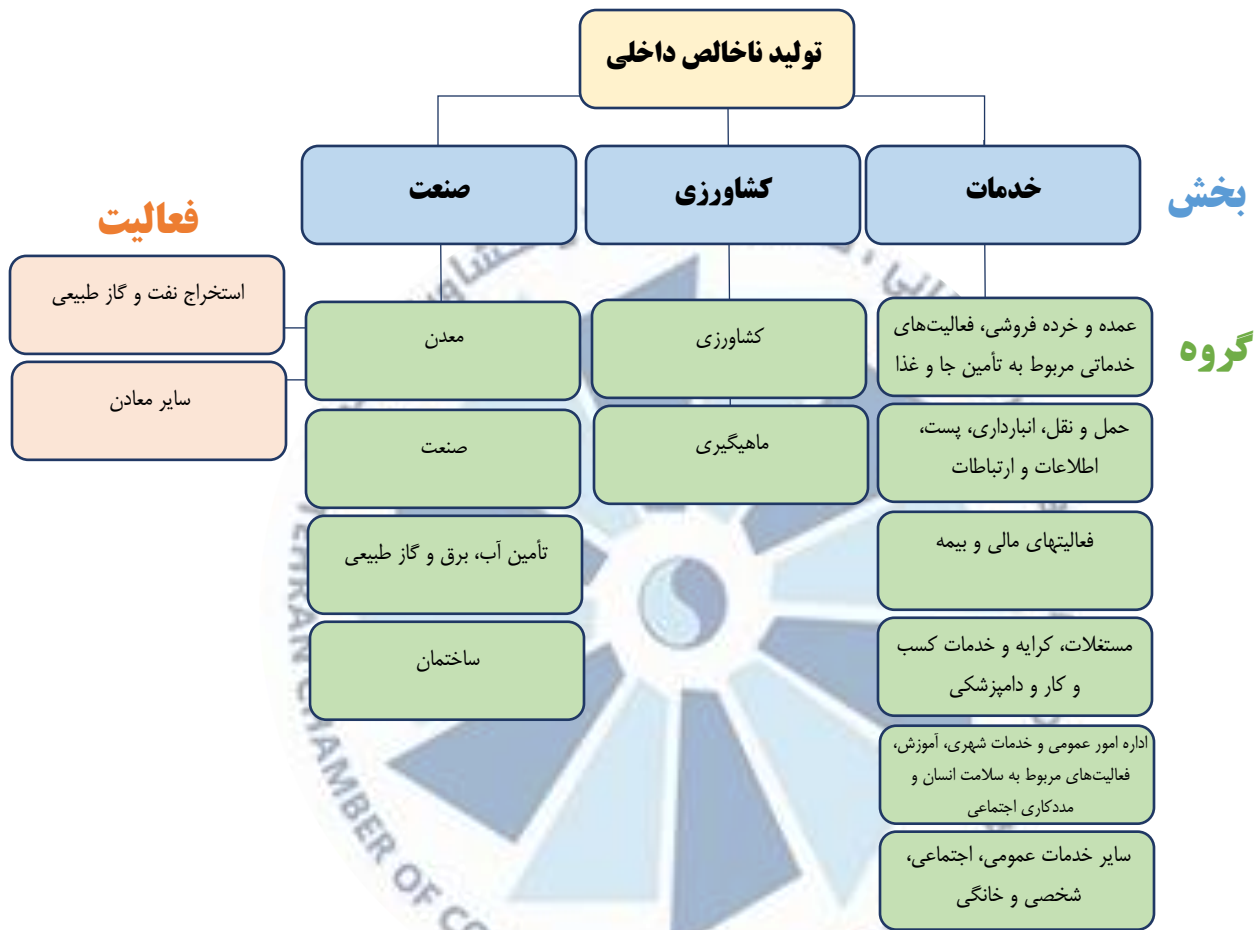 تولید ناخالص داخلی
بخش
خدمات
کشاورزی
صنعت
فعالیت
گروه
عمده و خرده فروشی، فعالیت‌های
خدماتی مربوط به تأمین جا و غذا
کشاورزی
معدن
استخراج نفت و گاز طبیعی
سایر معادن
حمل و نقل، انبارداری، پست،
اطلاعات و ارتباطات
ماهیگیری
صنعت
فعالیتهای مالی و بیمه
تأمین آب، برق و گاز طبیعی
مستغلات، کرایه و خدمات کسب
و کار و دامپزشکی
ساختمان
اداره امور عمومی و خدمات شهری، آموزش،
فعالیت‌های مربوط به سلامت انسان و
مددکاری اجتماعی
سایر خدمات عمومی، اجتماعی،
شخصی و خانگی
TEHRAN CHAMBER OF